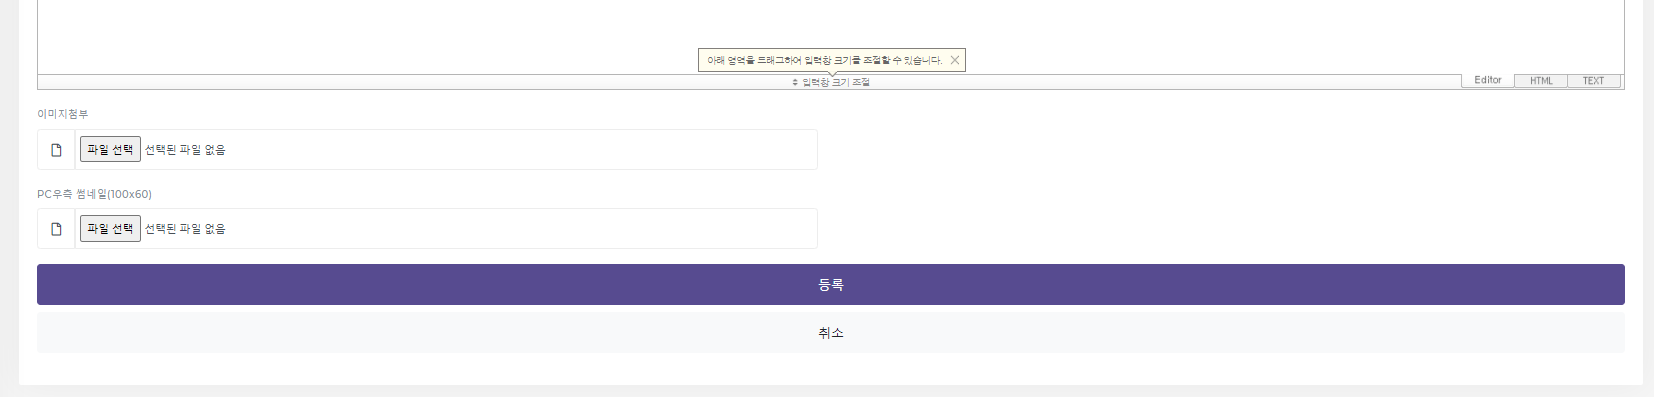 아래 영역을 드래그하여 입력창 크기를 조절할 수 있습니다.
입력창 크기 조절
Editor HTML TEXT
이미지첨부
파일 선택 선택된 파일 없음
PC우측 썸네일(100x60)
파일 선택 선택된 파일 없음
등록
취소